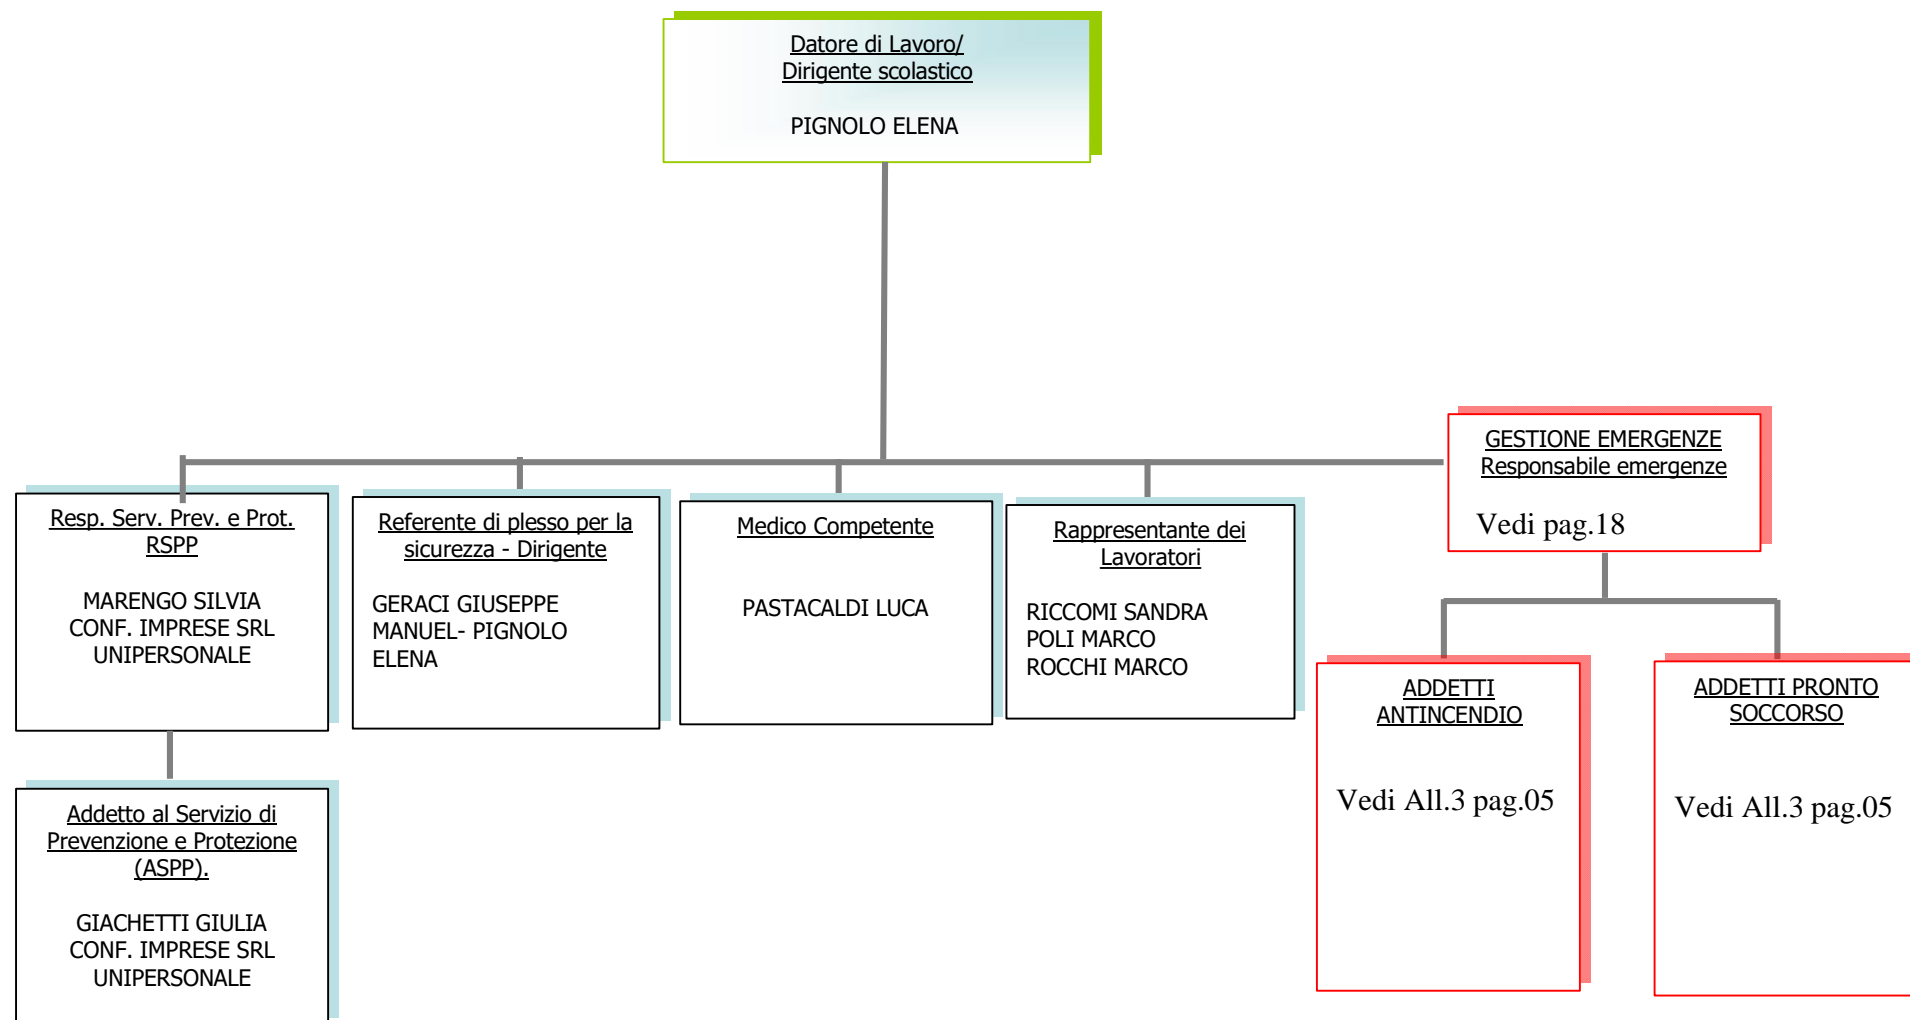 Datore di Lavoro/
Dirigente scolastico
PIGNOLO ELENA
GESTIONE EMERGENZE
Responsabile emergenze
Vedi pag.18
Resp. Serv. Prev. e Prot.
RSPP
MARENGO SILVIA
CONF. IMPRESE SRL
UNIPERSONALE
Referente di plesso per la
sicurezza - Dirigente
GERACI GIUSEPPE
MANUEL- PIGNOLO
ELENA
Medico Competente
PASTACALDI LUCA
Rappresentante dei
Lavoratori
RICCOMI SANDRA
POLI MARCO
ROCCHI MARCO
ADDETTI
ANTINCENDIO
Vedi All.3 pag.05
ADDETTI PRONTO
SOCCORSO
Vedi All.3 pag.05
Addetto al Servizio di
Prevenzione e Protezione
(ASPP).
GIACHETTI GIULIA
CONF. IMPRESE SRL
UNIPERSONALE